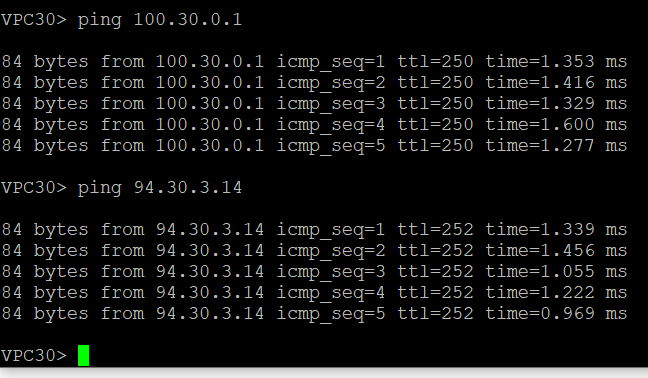 VPC30> ping 100.30.0.1
84 bytes from 100.30.0.1 icmp_seq=1 ttl=250 time=1.353 ms
84 bytes from 100.30.0.1 icmp_seq=2 ttl=250 time=1.416 ms
84 bytes from 100.30.0.1 icmp_seq=3 ttl=250 time=1.329 ms
84 bytes from 100.30.0.1 icmp_seq=4 ttl=250 time=1.600 ms
84 bytes from 100.30.0.1 icmp_seq=5 ttl=250 time=1.277 ms
VPC30> ping 94.30.3.14
84 bytes from 94.30.3.14 icmp_seq=1 ttl=252 time=1.339 ms
84 bytes from 94.30.3.14 icmp_seq=2 ttl=252 time=1.456 ms
84 bytes from 94.30.3.14 icmp_seq=3 ttl=252 time=1.055 ms
84 bytes from 94.30.3.14 icmp_seq=4 ttl=252 time=1.222 ms
84 bytes from 94.30.3.14 icmp_seq=5 ttl=252 time=0.969 ms
VPC30>